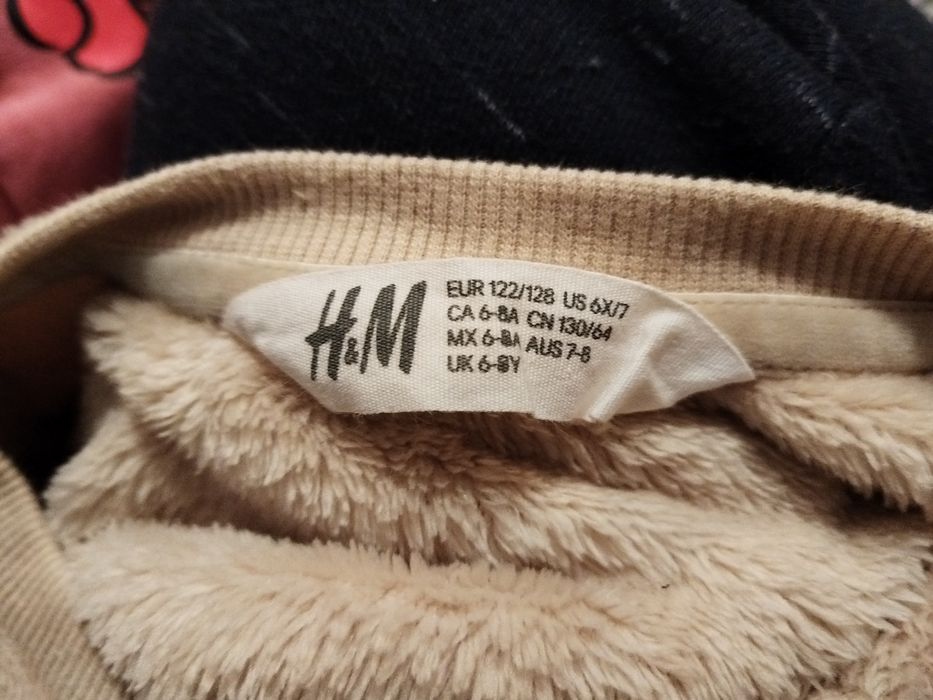 H&M
EUR 122/128 US 6X/7
CA 6-8A CN 130/64
MX 6-8A AUS 7-8
UK 6-8Y